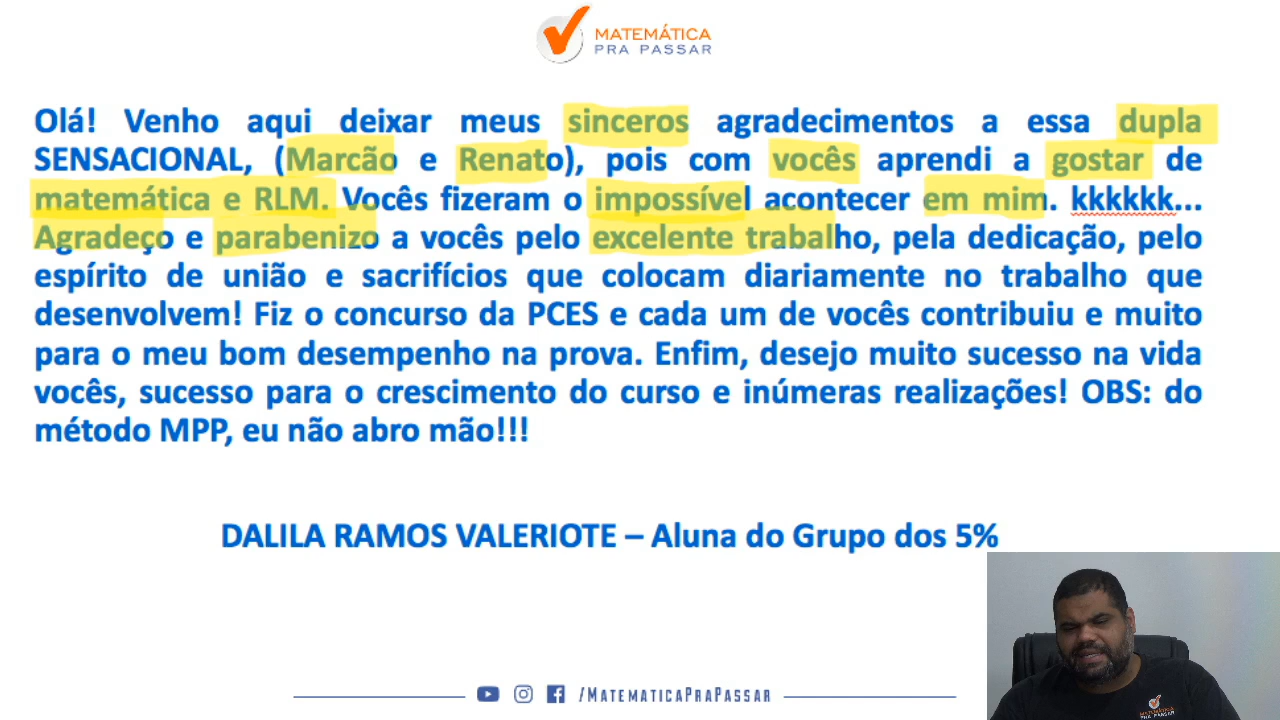 MATEMÁTICA
PRA PASSAR
Olá! Venho aqui deixar meus sinceros agradecimentos a essa dupla
SENSACIONAL, (Marcão e Renato), pois com vocês aprendi a gostar de
matemática e RLM. Vocês fizeram o impossível acontecer em mim. kkkkkk...
Agradeço e parabenizo a vocês pelo excelente trabalho, pela dedicação, pelo
espírito de união e sacrifícios que colocam diariamente no trabalho que
desenvolvem! Fiz o concurso da PCES e cada um de vocês contribuiu e muito
para o meu bom desempenho na prova. Enfim, desejo muito sucesso na vida
vocês, sucesso para o crescimento do curso e inúmeras realizações! OBS: do
método MPP, eu não abro mão!!!
DALILA RAMOS VALERIOTE – Aluna do Grupo dos 5%
/MATEMATICAPRAPASSAR
MATEMÁTICA
PRA PASSAR